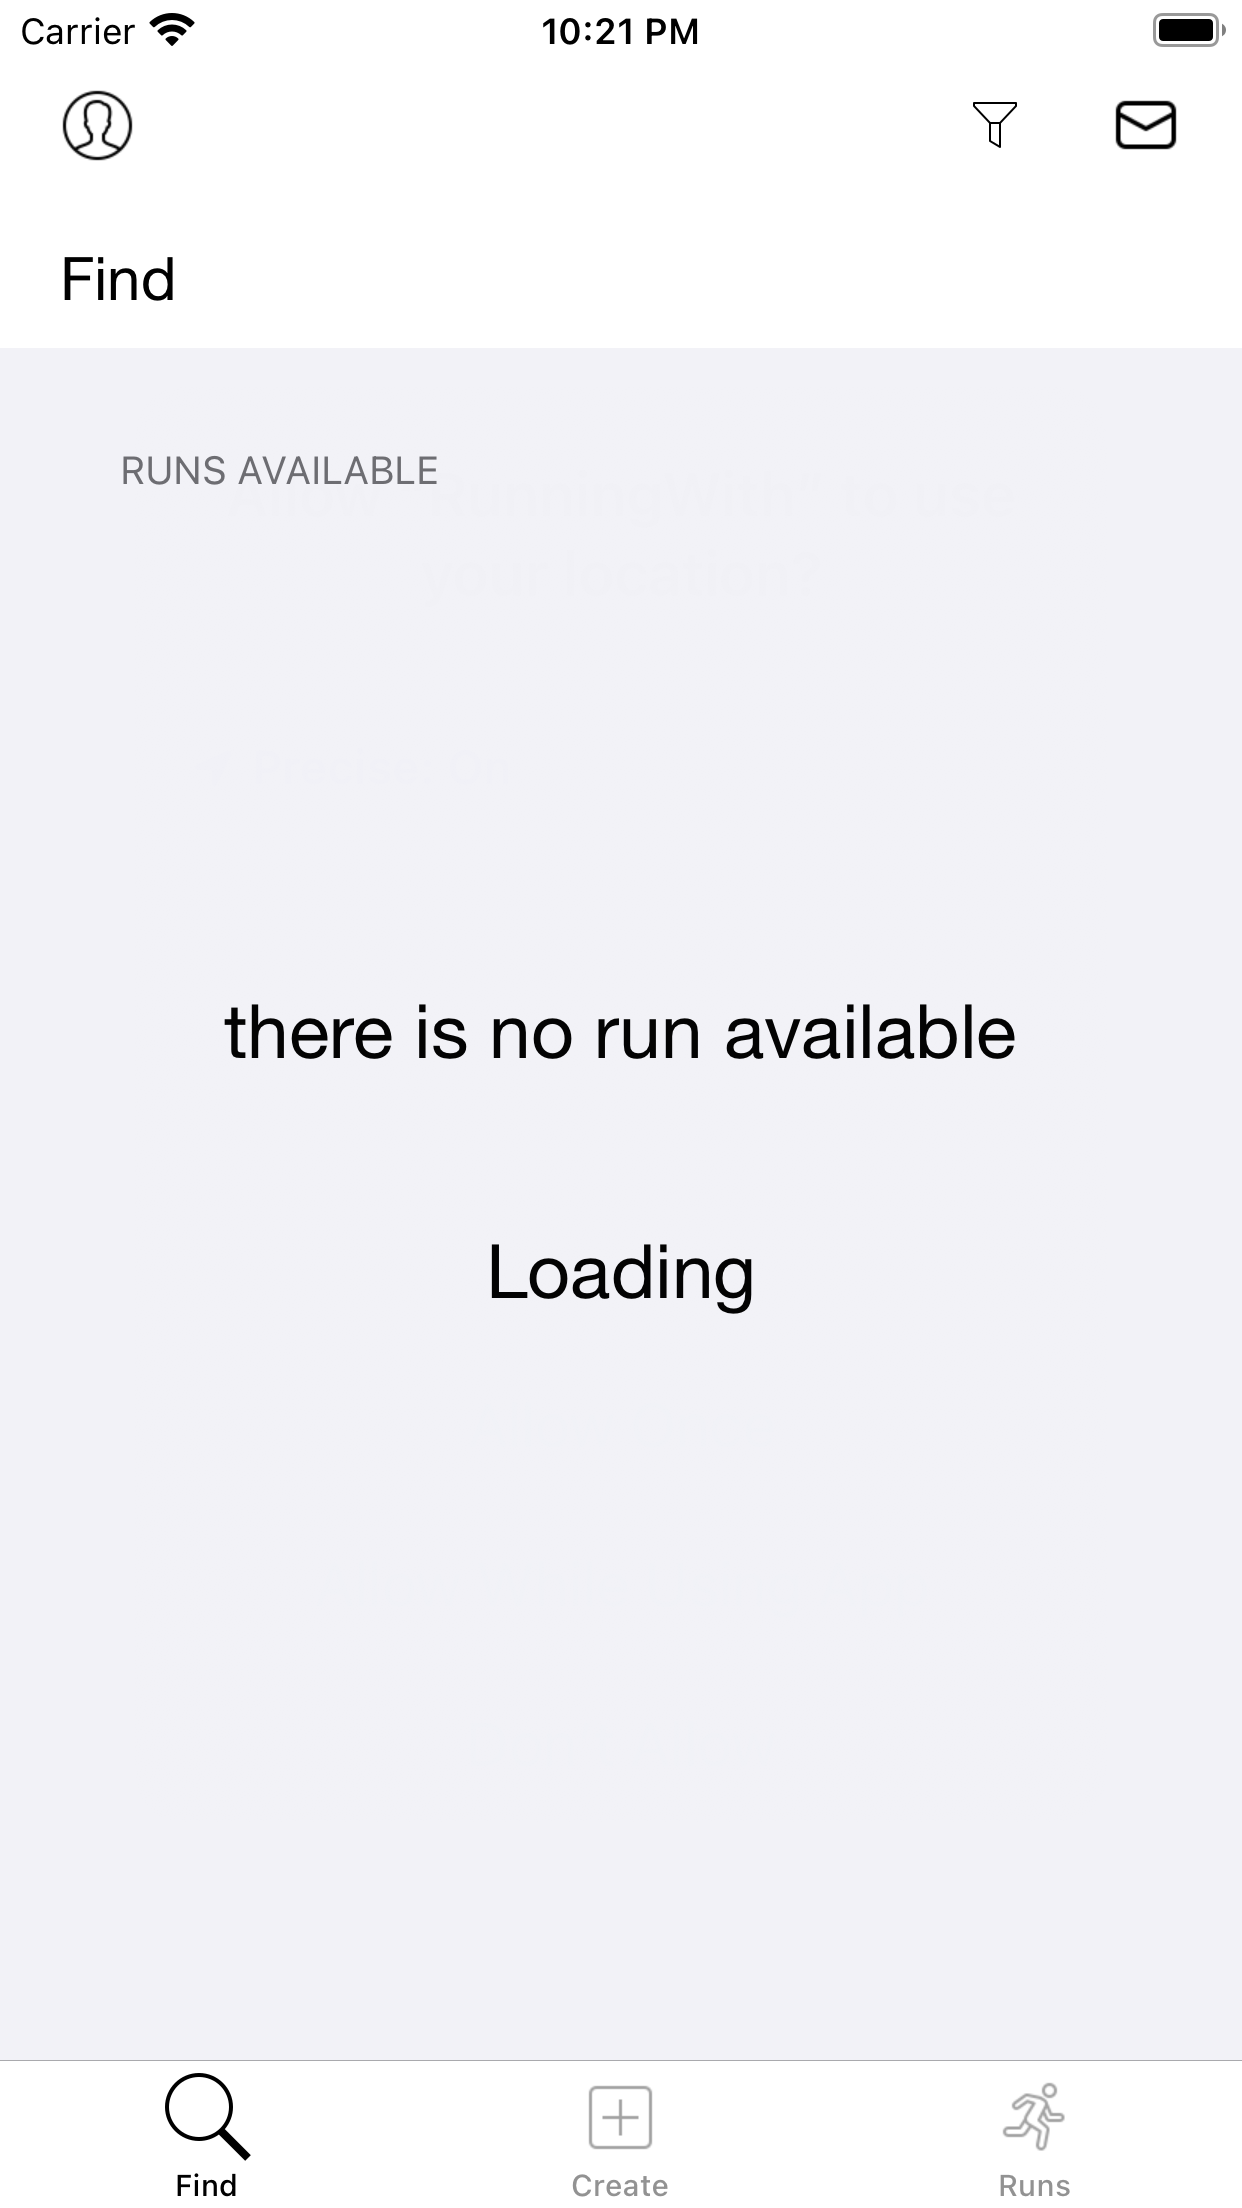 Carrier 10:21 PM
Find
RUNS AVAILABLE
Allow “RunningWith” to use
your location?
Precise: On
there is no run available
Loading
Allow Once
Allow While Using App
Don’t Allow
Find Create Runs